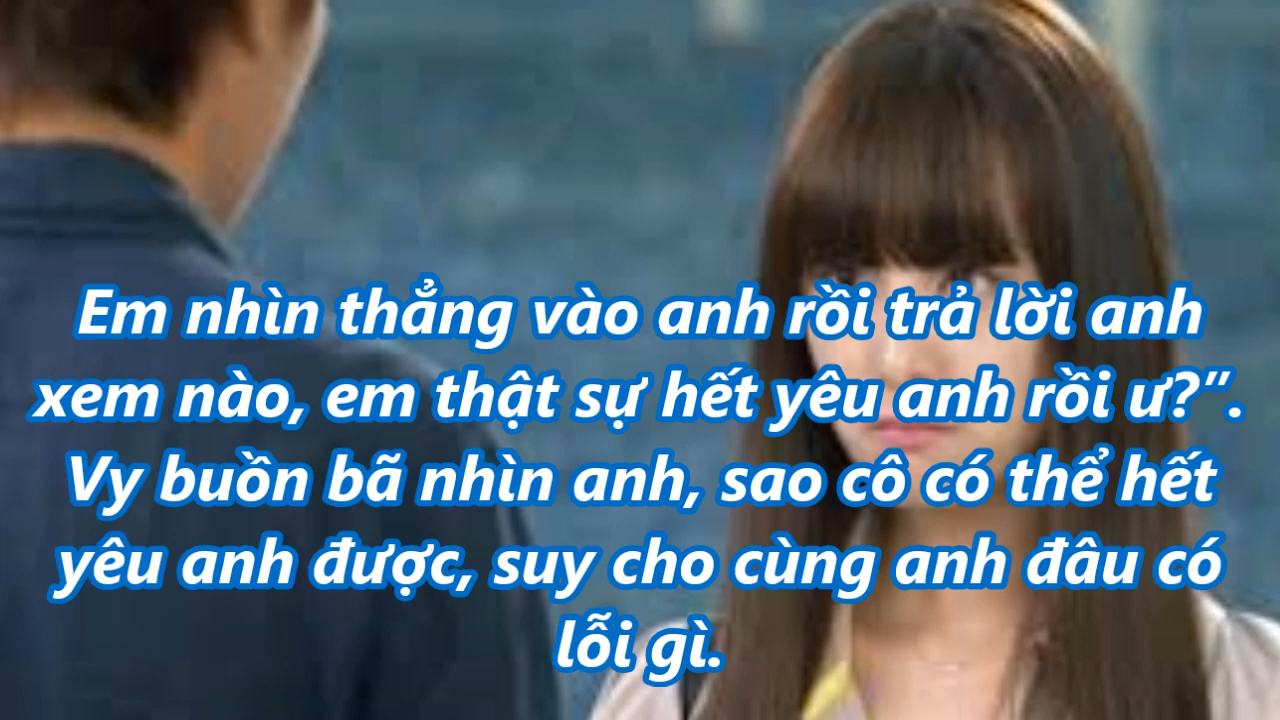 Em nhìn thẳng vào anh rồi trả lời anh
xem nào, em thật sự hết yêu anh rồi ư?”.
Vy buồn bã nhìn anh, sao cô có thể hết
yêu anh được, suy cho cùng anh đâu có
lỗi gì.